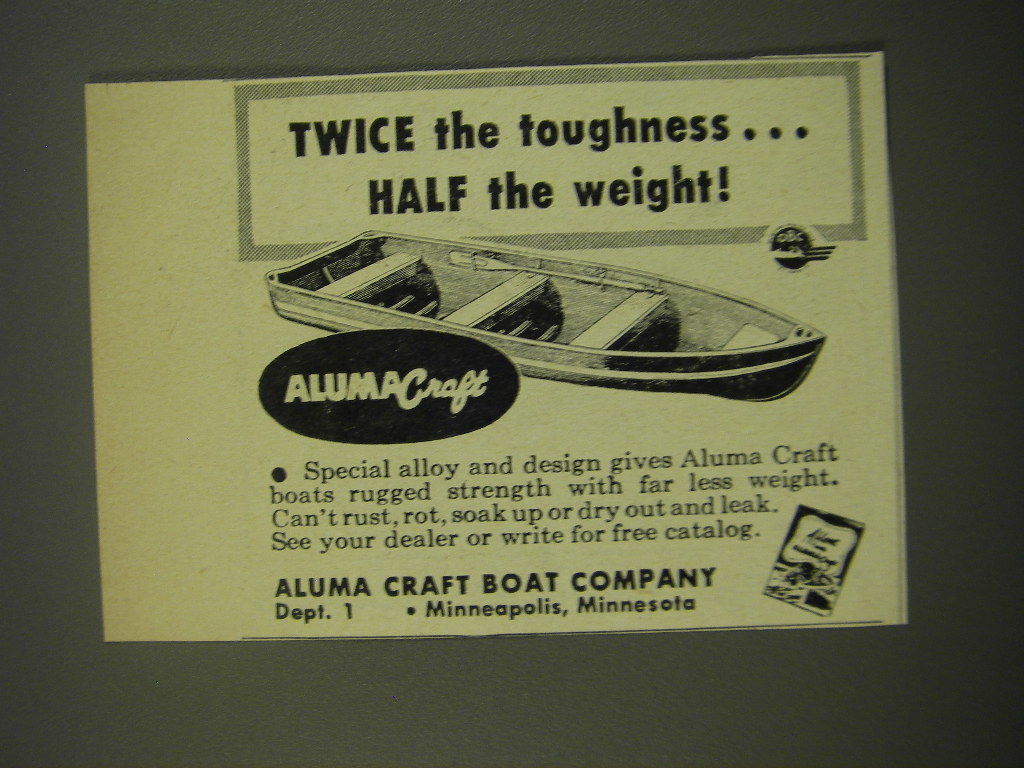 TWICE the toughness...
HALF the weight!
OBC
ALUMACraft
• Special alloy and design gives Aluma Craft
boats rugged strength with far less weight.
Can't trust, rot, soak up or dry out and leak.
See your dealer or write for free catalog.
ALUMA CRAFT BOAT COMPANY
Dept. 1 • Minneapolis, Minnesota